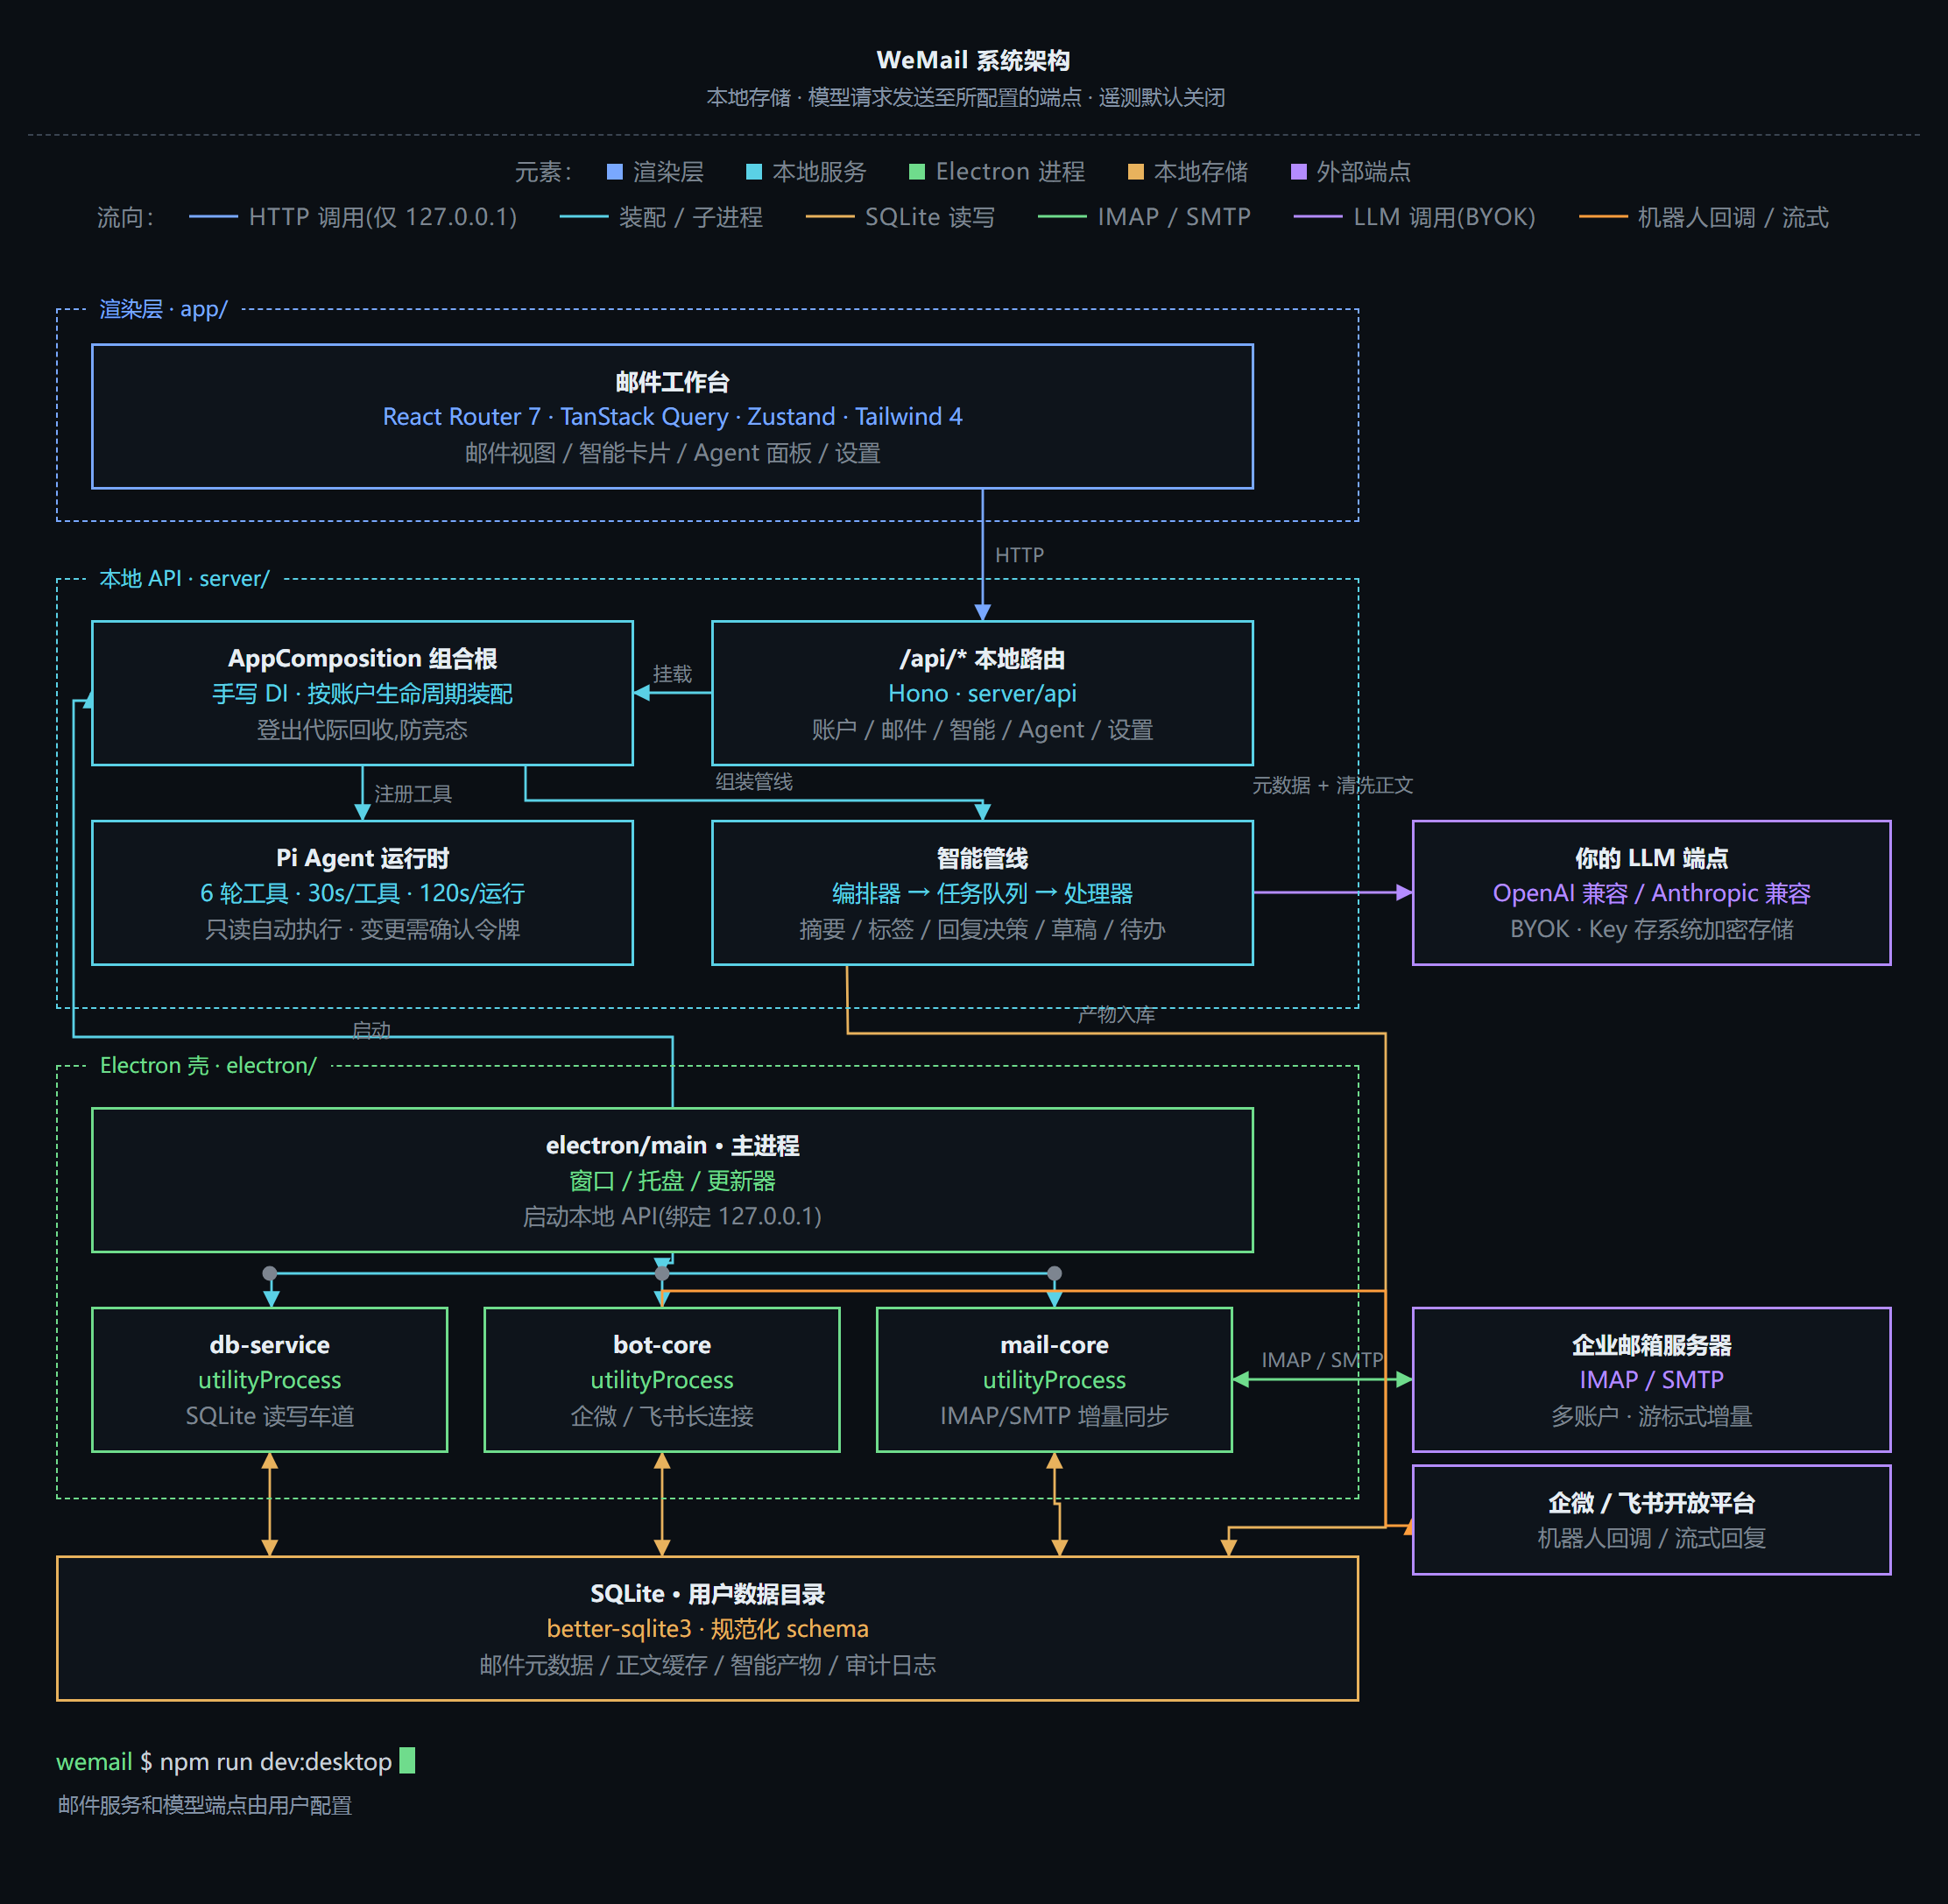 WeMail 系统架构
本地存储 · 模型请求发送至所配置的端点 · 遥测默认关闭
元素： 渲染层 本地服务 Electron 进程 本地存储 外部端点
流向： HTTP 调用(仅 127.0.0.1) 装配 / 子进程 SQLite 读写 IMAP / SMTP LLM 调用(BYOK) 机器人回调 / 流式
渲染层 · app/
邮件工作台
React Router 7 · TanStack Query · Zustand · Tailwind 4
邮件视图 / 智能卡片 / Agent 面板 / 设置
HTTP
本地 API · server/
AppComposition 组合根
手写 DI · 按账户生命周期装配
登出代际回收,防竞态
挂载
/api/* 本地路由
Hono · server/api
账户 / 邮件 / 智能 / Agent / 设置
注册工具
组装管线
元数据 + 清洗正文
Pi Agent 运行时
6 轮工具 · 30s/工具 · 120s/运行
只读自动执行 · 变更需确认令牌
智能管线
编排器 → 任务队列 → 处理器
摘要 / 标签 / 回复决策 / 草稿 / 待办
你的 LLM 端点
OpenAI 兼容 / Anthropic 兼容
BYOK · Key 存系统加密存储
产物入库
启动
Electron 壳 · electron/
electron/main · 主进程
窗口 / 托盘 / 更新器
启动本地 API(绑定 127.0.0.1)
db-service
utilityProcess
SQLite 读写车道
bot-core
utilityProcess
企微 / 飞书长连接
mail-core
utilityProcess
IMAP/SMTP 增量同步
IMAP / SMTP
企业邮箱服务器
IMAP / SMTP
多账户 · 游标式增量
企微 / 飞书开放平台
机器人回调 / 流式回复
SQLite · 用户数据目录
better-sqlite3 · 规范化 schema
邮件元数据 / 正文缓存 / 智能产物 / 审计日志
wemail $ npm run dev:desktop
邮件服务和模型端点由用户配置